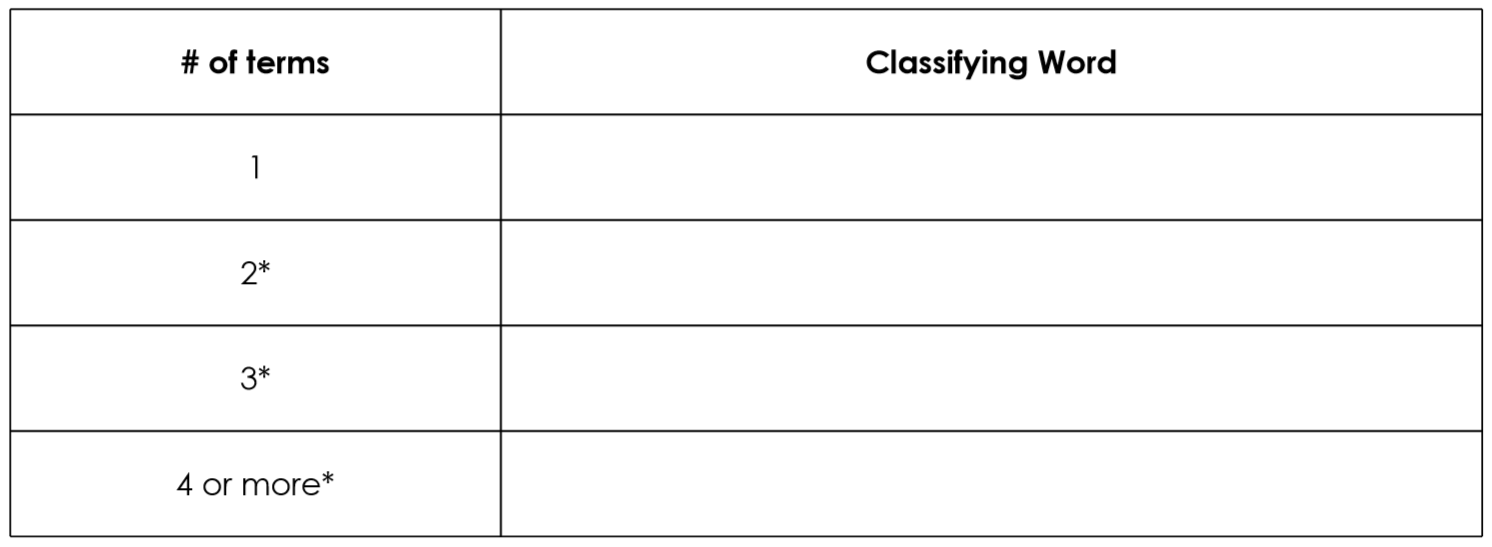 # of terms
Classifying Word
1
2*
3*
4 or more*